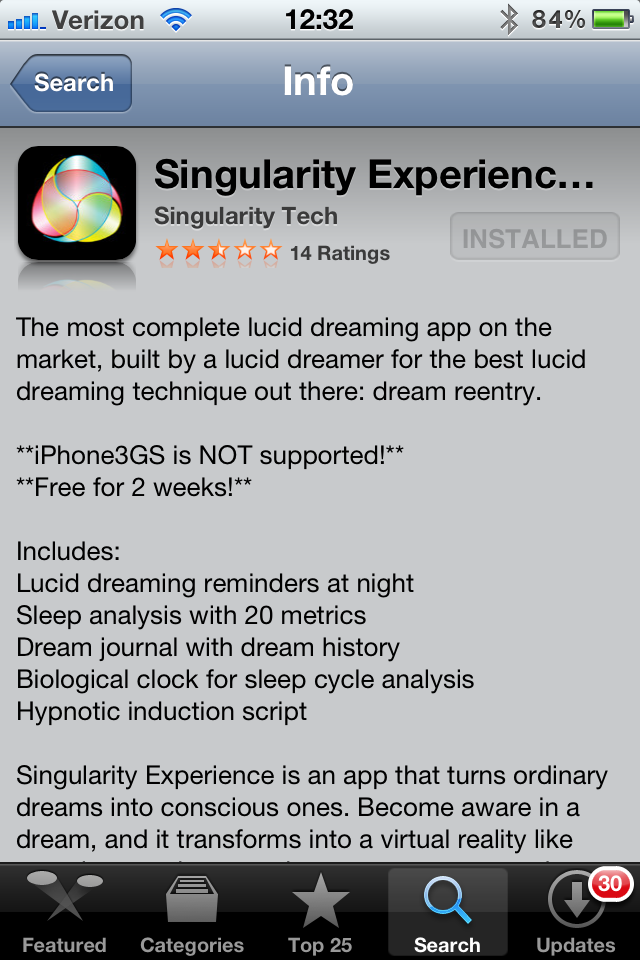 Verizon 12:32 84%
Search Info
Singularity Experienc...
Singularity Tech
14 Ratings INSTALLED
The most complete lucid dreaming app on the
market, built by a lucid dreamer for the best lucid
dreaming technique out there: dream reentry.
**iPhone3GS is NOT supported!**
**Free for 2 weeks!**
Includes:
Lucid dreaming reminders at night
Sleep analysis with 20 metrics
Dream journal with dream history
Biological clock for sleep cycle analysis
Hypnotic induction script
Singularity Experience is an app that turns ordinary
dreams into conscious ones. Become aware in a
dream, and it transforms into a virtual reality like
30
Featured Categories Top 25 Search Updates